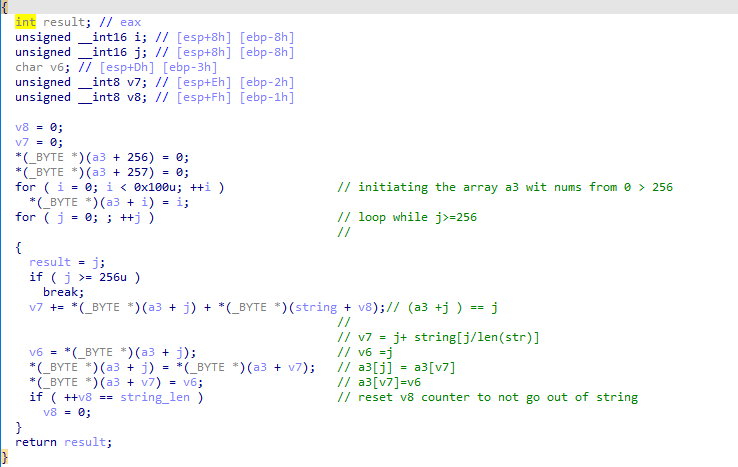 {
int result; // eax
unsigned __int16 i; // [esp+8h] [ebp-8h]
unsigned __int16 j; // [esp+8h] [ebp-8h]
char v6; // [esp+Dh] [ebp-3h]
unsigned __int8 v7; // [esp+Eh] [ebp-2h]
unsigned __int8 v8; // [esp+Fh] [ebp-1h]
v8 = 0;
v7 = 0;
*(_BYTE *)(a3 + 256) = 0;
*(_BYTE *)(a3 + 257) = 0;
for ( i = 0; i < 0x100u; ++i ) // initiating the array a3 wit nums from 0 > 256
*(_BYTE *)(a3 + i) = i;
for ( j = 0; ; ++j ) // loop while j>=256
//
{
result = j;
if ( j >= 256u )
break;
v7 += *(_BYTE *)(a3 + j) + *(_BYTE *)(string + v8);// (a3 +j ) == j
//
// v7 = j+ string[j/len(str)]
v6 = *(_BYTE *)(a3 + j); // v6 =j
*(_BYTE *)(a3 + j) = *(_BYTE *)(a3 + v7); // a3[j] = a3[v7]
*(_BYTE *)(a3 + v7) = v6; // a3[v7]=v6
if ( ++v8 == string_len ) // reset v8 counter to not go out of string
v8 = 0;
}
return result;
}